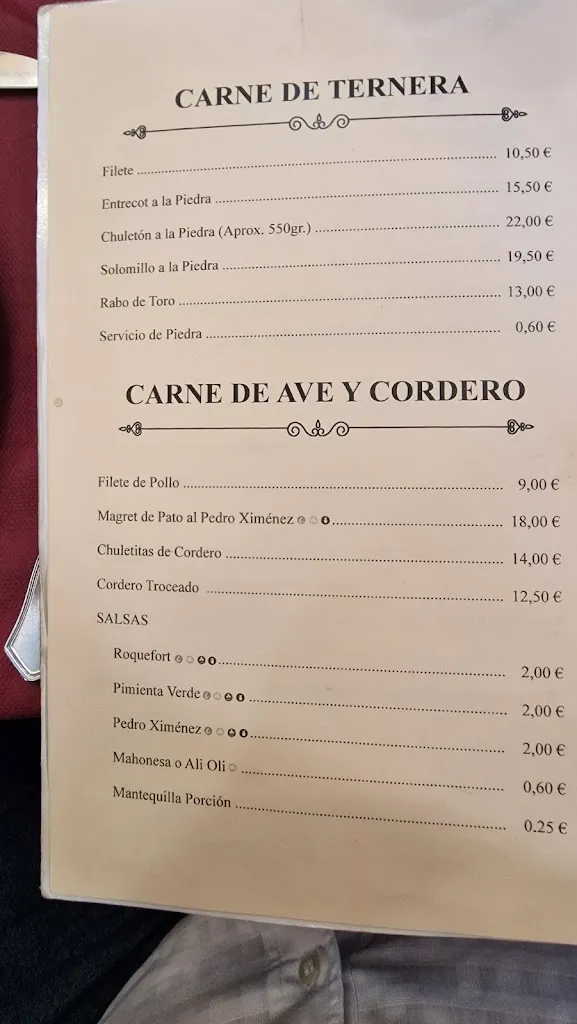 CARNE DE TERNERA
Filete 10,50 €
Entrecot a la Piedra 15,50 €
Chuletón a la Piedra (Aprox. 550gr.) 22,00 €
Solomillo a la Piedra 19,50 €
Rabo de Toro 13,00 €
Servicio de Piedra 0,60 €
CARNE DE AVE Y CORDERO
Filete de Pollo 9,00 €
Magret de Pato al Pedro Ximénez 18,00 €
Chuletitas de Cordero 14,00 €
Cordero Troceado 12,50 €
SALSAS
Roquefort 2,00 €
Pimienta Verde 2,00 €
Pedro Ximénez 2,00 €
Mahonesa o Ali Oli 0,60 €
Mantequilla Porción 0.25 €